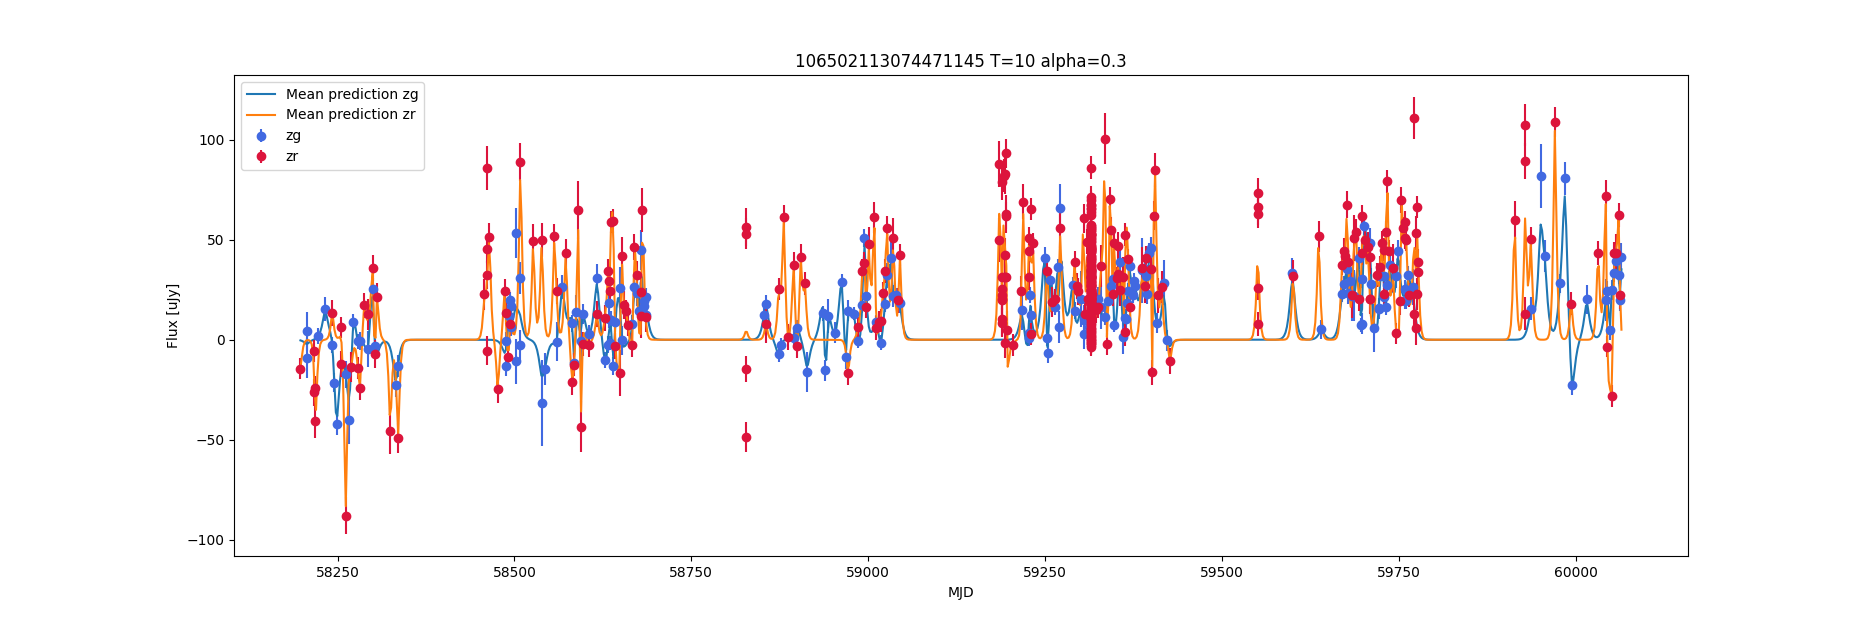 106502113074471145 T=10 alpha=0.3
Mean prediction zg
Mean prediction zr
zg
zr
Flux [uJy]
100
50
0
−50
−100
58250 58500 58750 59000 59250 59500 59750 60000
MJD